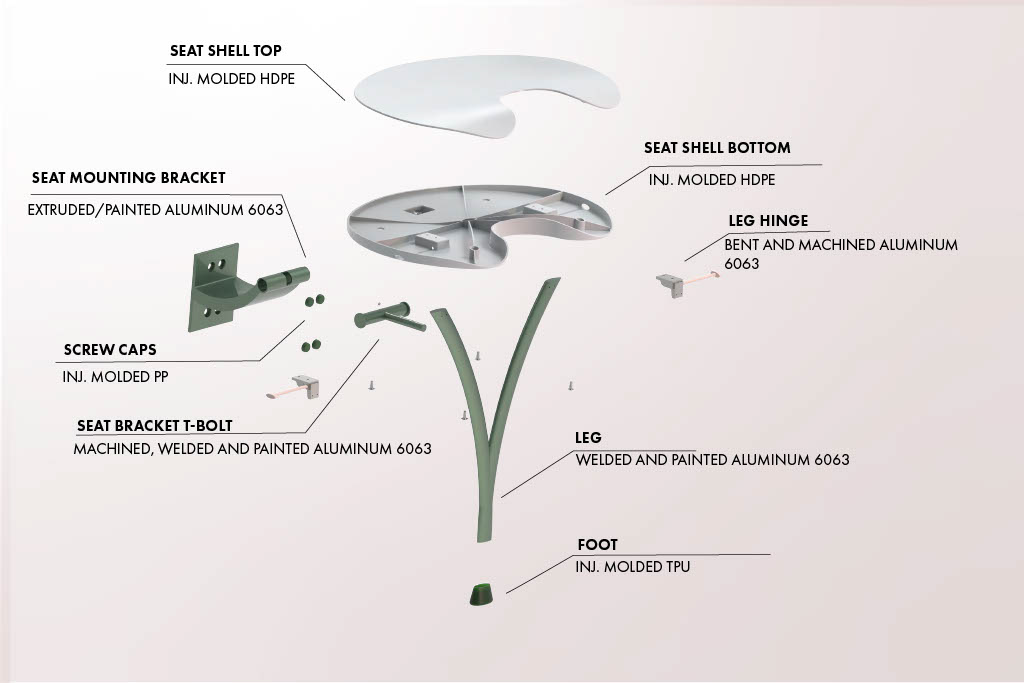 SEAT SHELL TOP
INJ. MOLDED HDPE
SEAT SHELL BOTTOM
INJ. MOLDED HDPE
SEAT MOUNTING BRACKET
EXTRUDED/PAINTED ALUMINUM 6063
LEG HINGE
BENT AND MACHINED ALUMINUM
6063
SCREW CAPS
INJ. MOLDED PP
SEAT BRACKET T-BOLT
MACHINED, WELDED AND PAINTED ALUMINUM 6063
LEG
WELDED AND PAINTED ALUMINUM 6063
FOOT
INJ. MOLDED TPU